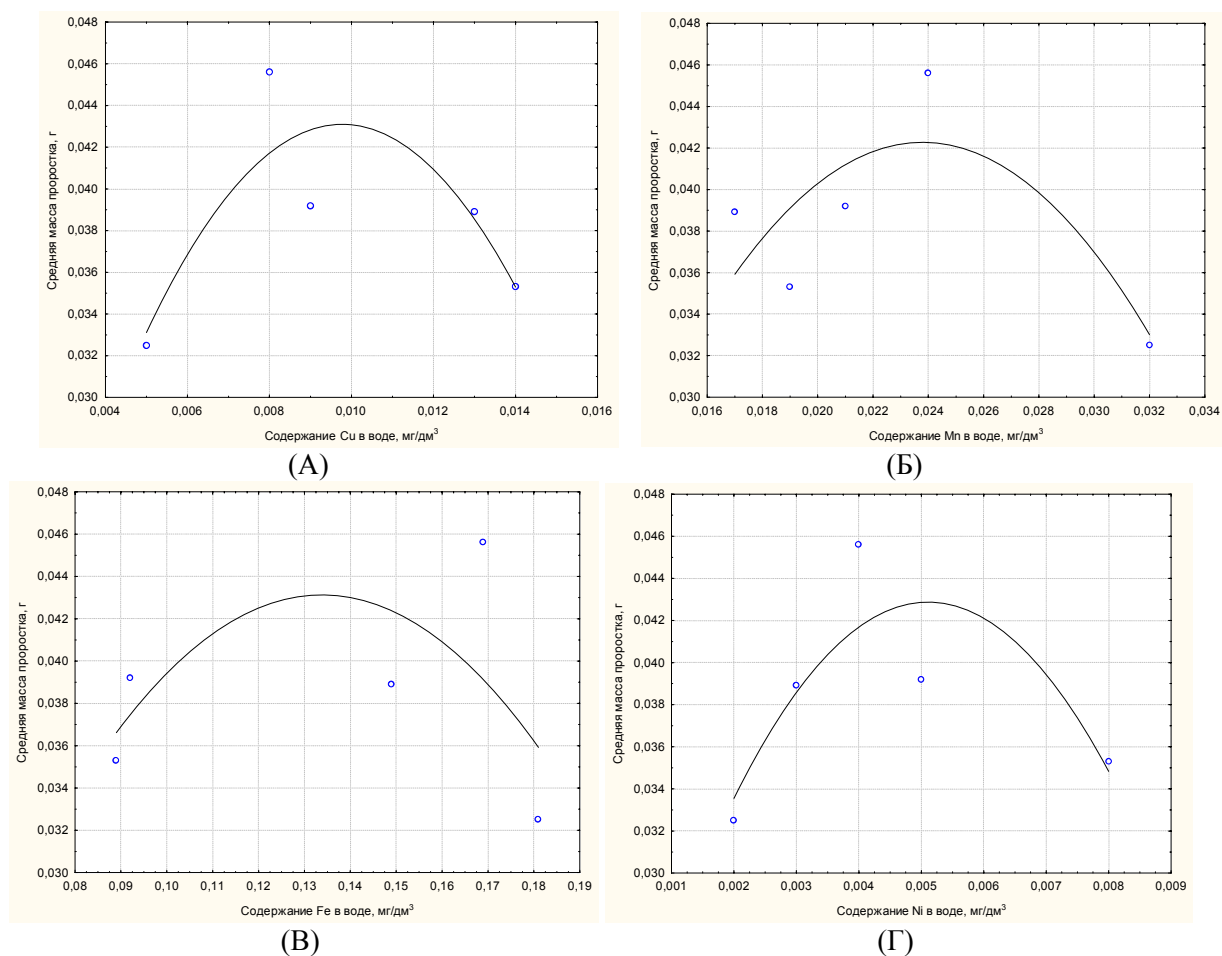 0,048
0,046
0,044
0,042
0,040
0,038
0,036
0,034
0,032
0,030
Средняя масса проростка, г
0,004 0,006 0,008 0,010 0,012 0,014 0,016
Содержание Cu в воде, мг/дм³
(А)
0,048
0,046
0,044
0,042
0,040
0,038
0,036
0,034
0,032
0,030
Средняя масса проростка, г
0,016 0,018 0,020 0,022 0,024 0,026 0,028 0,030 0,032 0,034
Содержание Mn в воде, мг/дм³
(Б)
0,048
0,046
0,044
0,042
0,040
0,038
0,036
0,034
0,032
0,030
Средняя масса проростка, г
0,08 0,09 0,10 0,11 0,12 0,13 0,14 0,15 0,16 0,17 0,18 0,19
Содержание Fe в воде, мг/дм³
(В)
0,048
0,046
0,044
0,042
0,040
0,038
0,036
0,034
0,032
0,030
Средняя масса проростка, г
0,001 0,002 0,003 0,004 0,005 0,006 0,007 0,008 0,009
Содержание Ni в воде, мг/дм³
(Г)